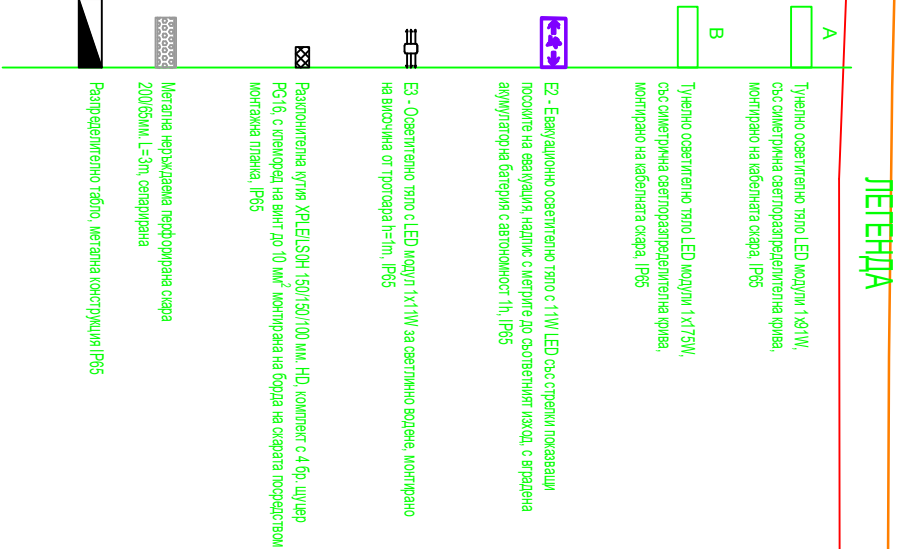 ЛЕГЕНДА
A
Тунелно осветително тяло LED модули 1x91W,
със симетрична светлоразпределителна крива,
монтирано на кабелната скара, IP65
B
Тунелно осветително тяло LED модули 1x175W,
със симетрична светлоразпределителна крива,
монтирано на кабелната скара, IP65
E2 - Евакуационно осветително тяло с 11W LED със стрелки показващи
посоките на евакуация, надпис с метрите до съответният изход, с вградена
акумулаторна батерия с автономност 1h, IP65
E3 - Осветително тяло с LED модул 1x11W за светлинно водене, монтирано
на височина от тротоара h=1m, IP65
Разклонителна кутия XPLE/LSOH 150/150/100 мм. HD, комплект с 4 бр. щуцер
PG16, с клеморед на винт до 10 мм² монтирана на борда на скарата посредством
монтажна планка, IP65
Метална неръждаема перфорирана скара
200/65мм. L=3m, сепарирана
Разпределително табло, метална конструкция IP65